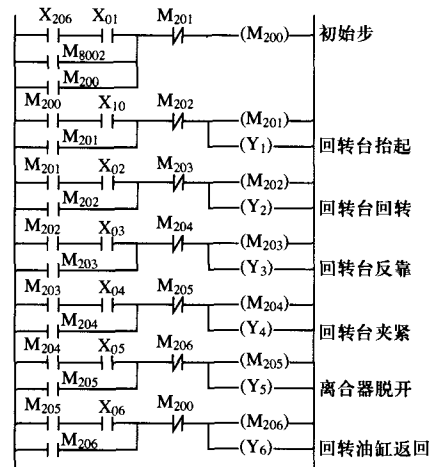 X206 X01 M201 (M200) 初始步
M8002
M200
M200 X10 M202 (M201)
M201 (Y1) 回转台抬起
M201 X02 M203 (M202)
M202 (Y2) 回转台回转
M202 X03 M204 (M203)
M203 (Y3) 回转台反靠
M203 X04 M205 (M204)
M204 (Y4) 回转台夹紧
M204 X05 M206 (M205)
M205 (Y5) 离合器脱开
M205 X06 M200 (M206)
M206 (Y6) 回转油缸返回